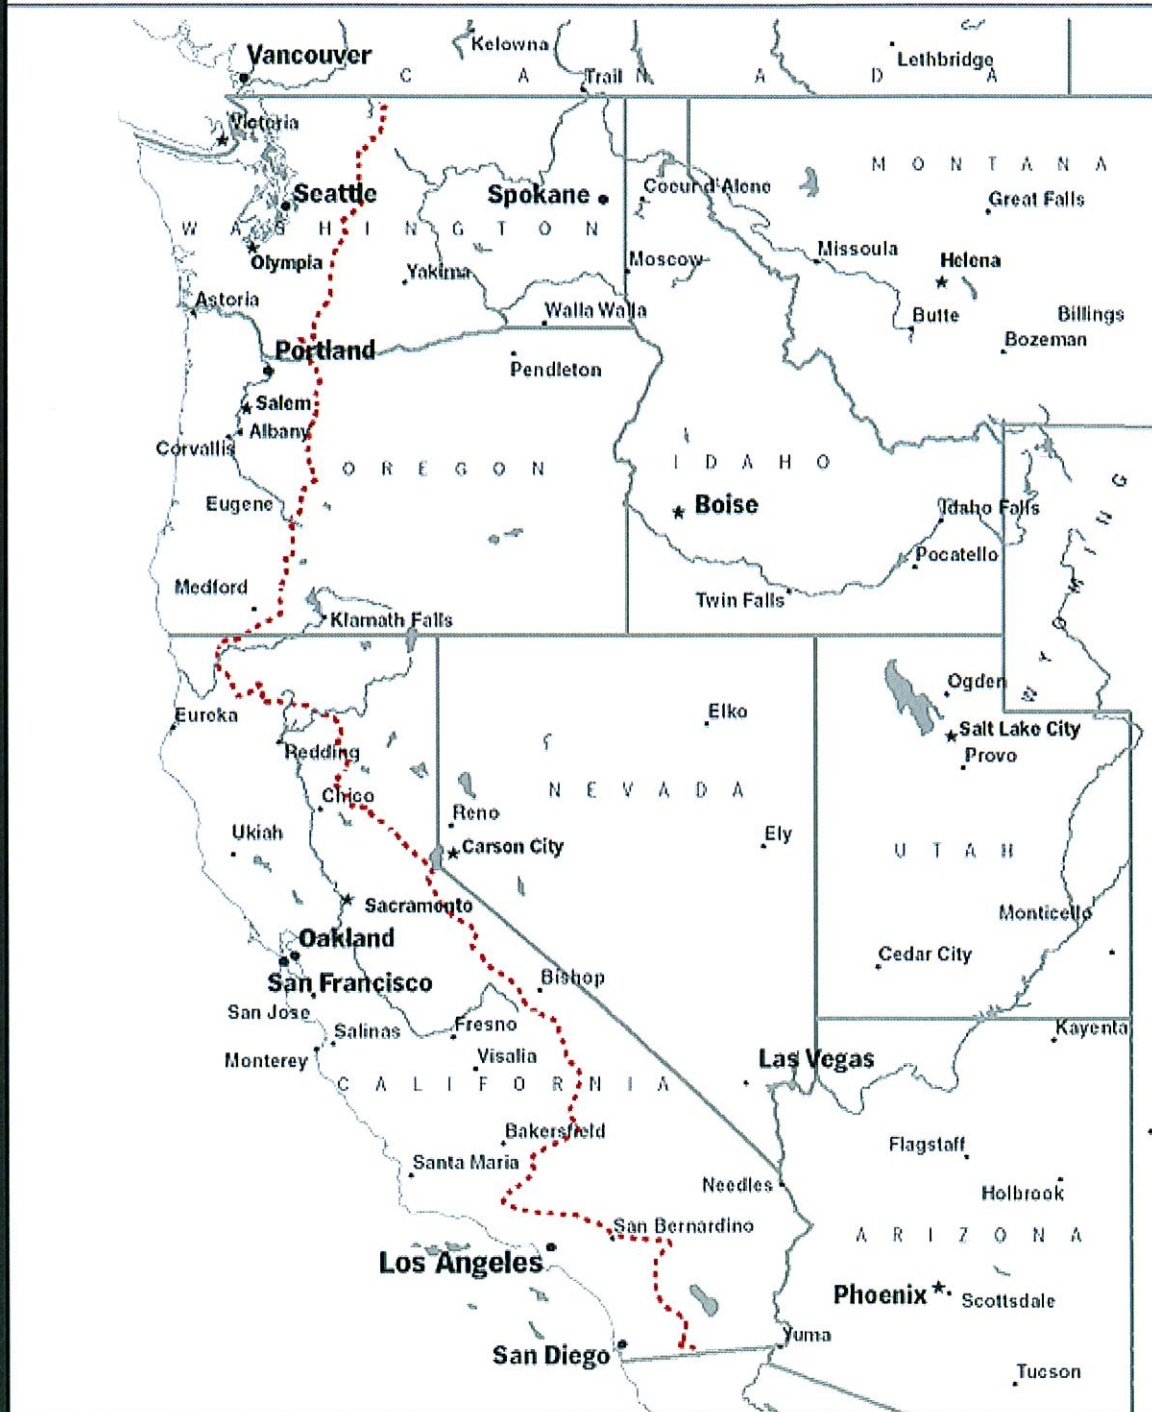 Kelowna
Vancouver
Lethbridge
C A N A D A
Trail
Victoria
M O N T A N A
Coeur d'Alene
Seattle
Spokane
Great Falls
W A S H I N G T O N
Missoula
Olympia
Moscow
Helena
Yakima
Astoria
Walla Walla
Butte
Billings
Bozeman
Portland
Pendleton
Salem
Albany
Corvallis
O R E G O N
I D A H O
W Y O M I N G
Eugene
Boise
Idaho Falls
Pocatello
Medford
Twin Falls
Klamath Falls
Ogden
Eureka
Elko
Salt Lake City
Redding
Provo
N E V A D A
Chico
Reno
Ukiah
Ely
Carson City
U T A H
Sacramento
Monticello
Oakland
Cedar City
San Francisco
Bishop
San Jose
Fresno
Salinas
Kayenta
Monterey
Visalia
Las Vegas
C A L I F O R N I A
Bakersfield
Flagstaff
Santa Maria
Needles
Holbrook
San Bernardino
A R I Z O N A
Los Angeles
Phoenix
Scottsdale
Yuma
San Diego
Tucson